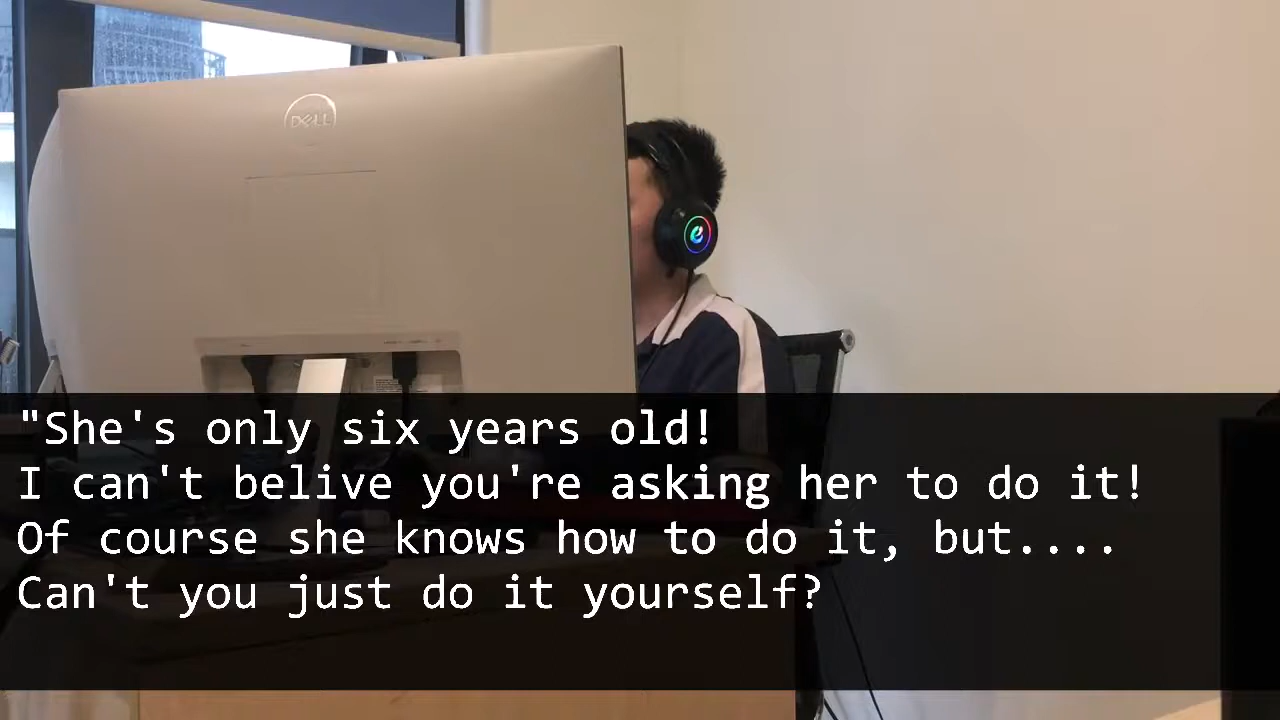 DELL
"She's only six years old!
I can't belive you're asking her to do it!
Of course she knows how to do it, but....
Can't you just do it yourself?